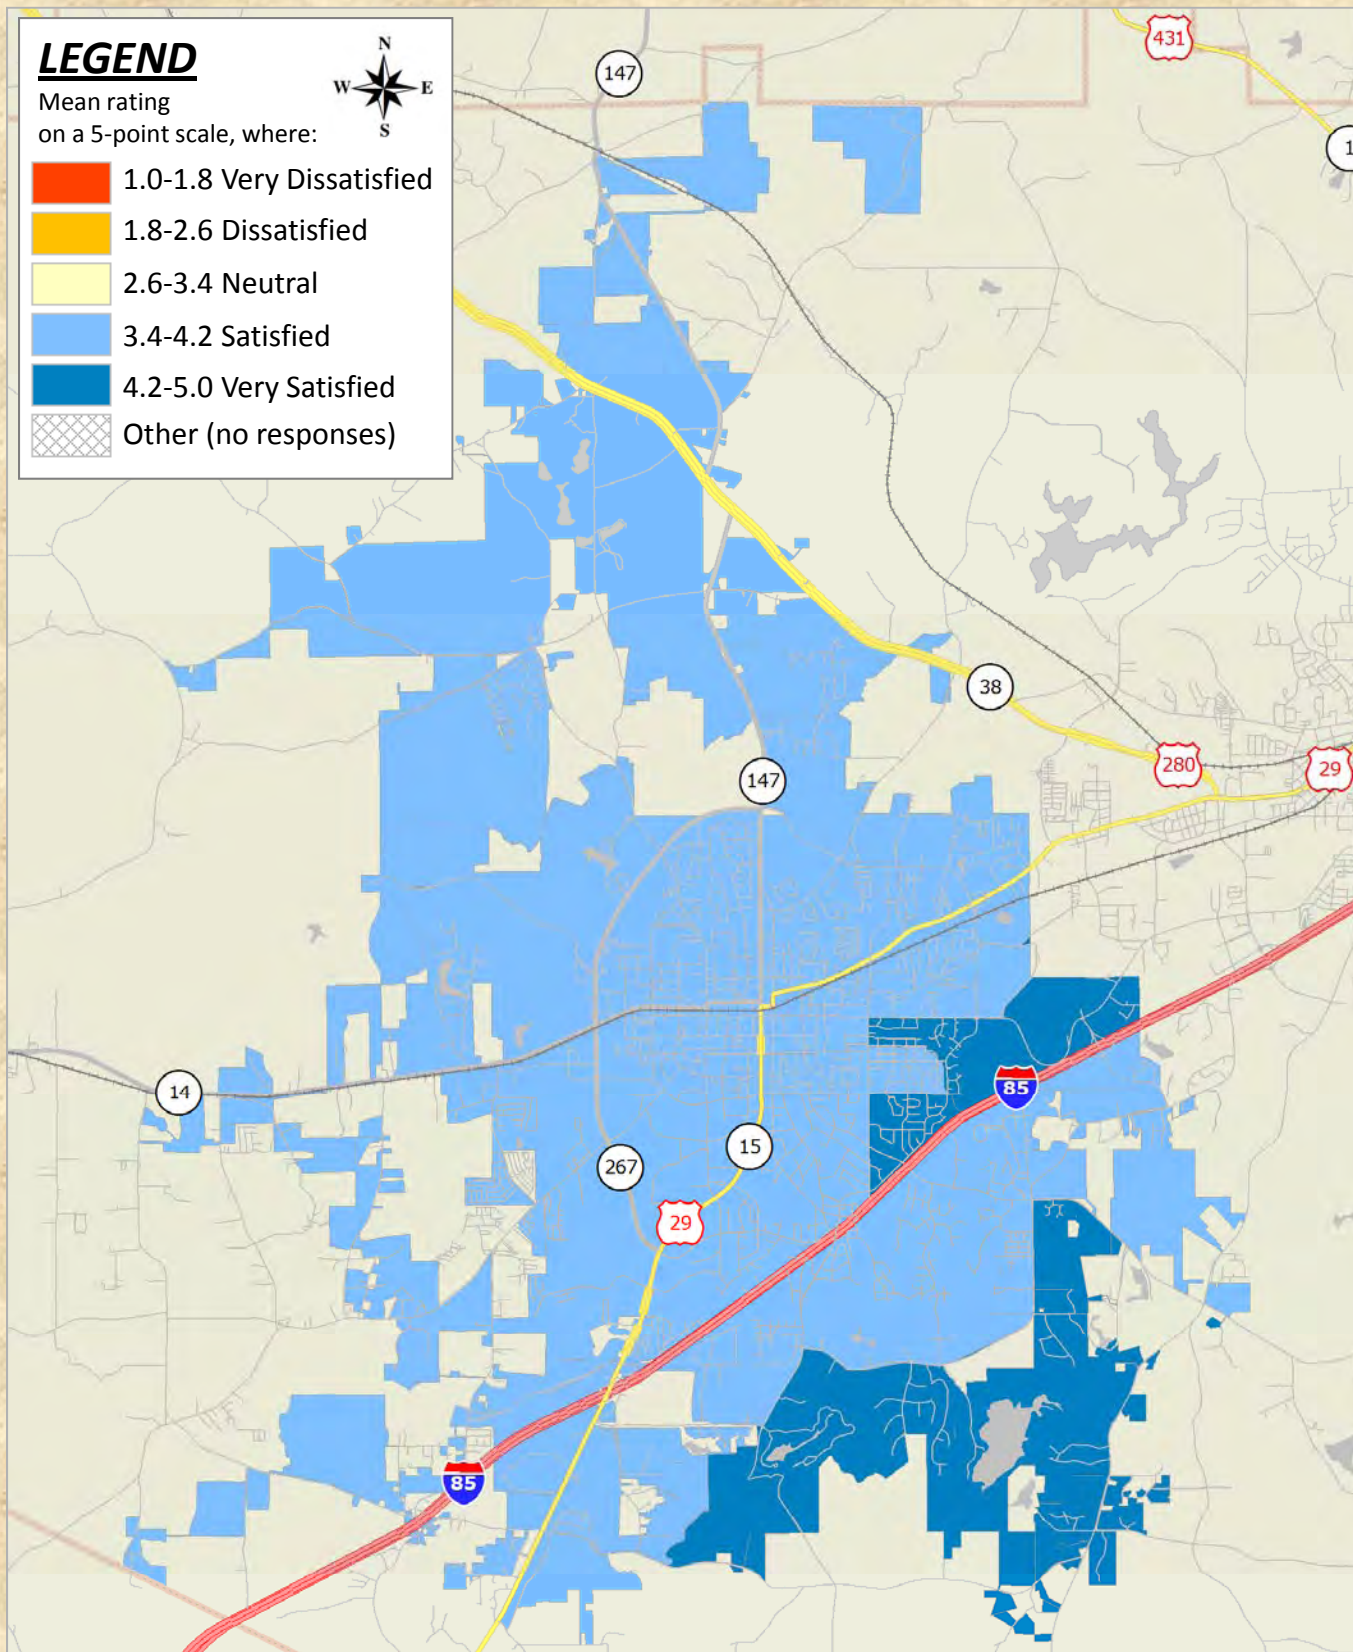 LEGEND
Mean rating
on a 5-point scale, where:
N
W E
S
1.0-1.8 Very Dissatisfied
1.8-2.6 Dissatisfied
2.6-3.4 Neutral
3.4-4.2 Satisfied
4.2-5.0 Very Satisfied
Other (no responses)
147
431
1
38
147
280
29
14
85
15
267
29
85